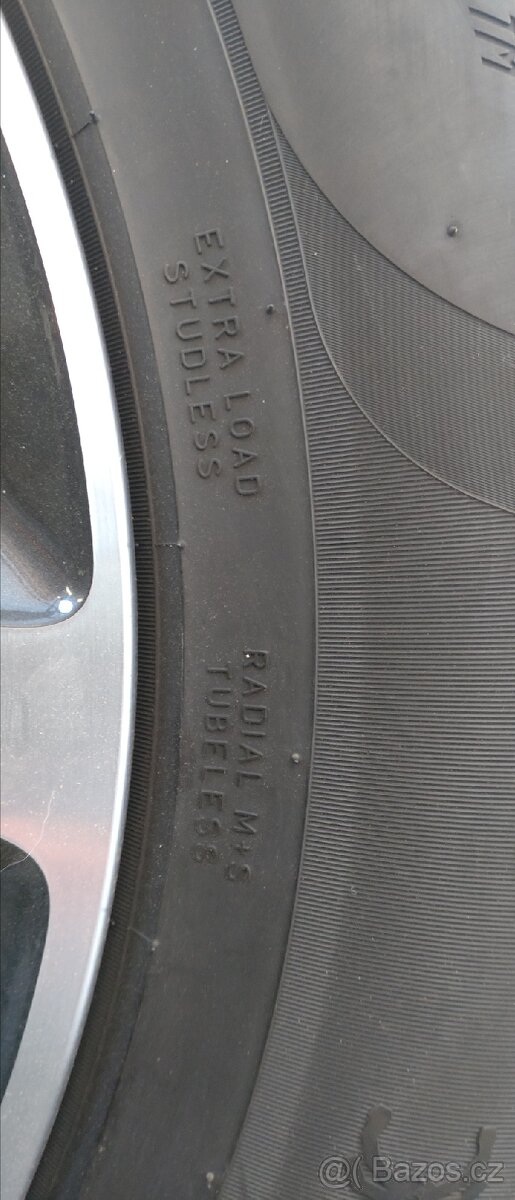 EXTRA LOAD
STUDLESS
RADIAL M+S
TUBELESS
@ Bazos.cz